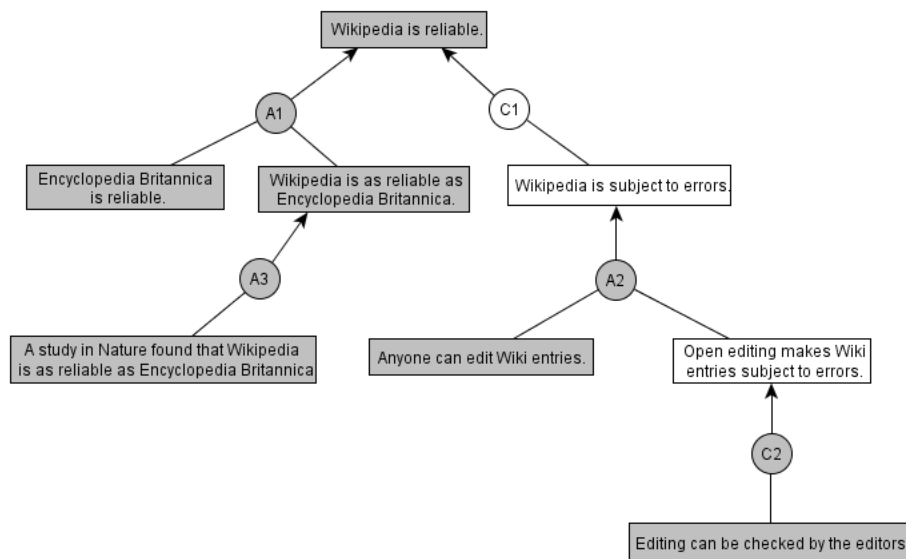 Wikipedia is reliable.
A1
C1
Encyclopedia Britannica
is reliable.
Wikipedia is as reliable as
Encyclopedia Britannica.
Wikipedia is subject to errors.
A3
A2
A study in Nature found that Wikipedia
is as reliable as Encyclopedia Britannica
Anyone can edit Wiki entries.
Open editing makes Wiki
entries subject to errors.
C2
Editing can be checked by the editors